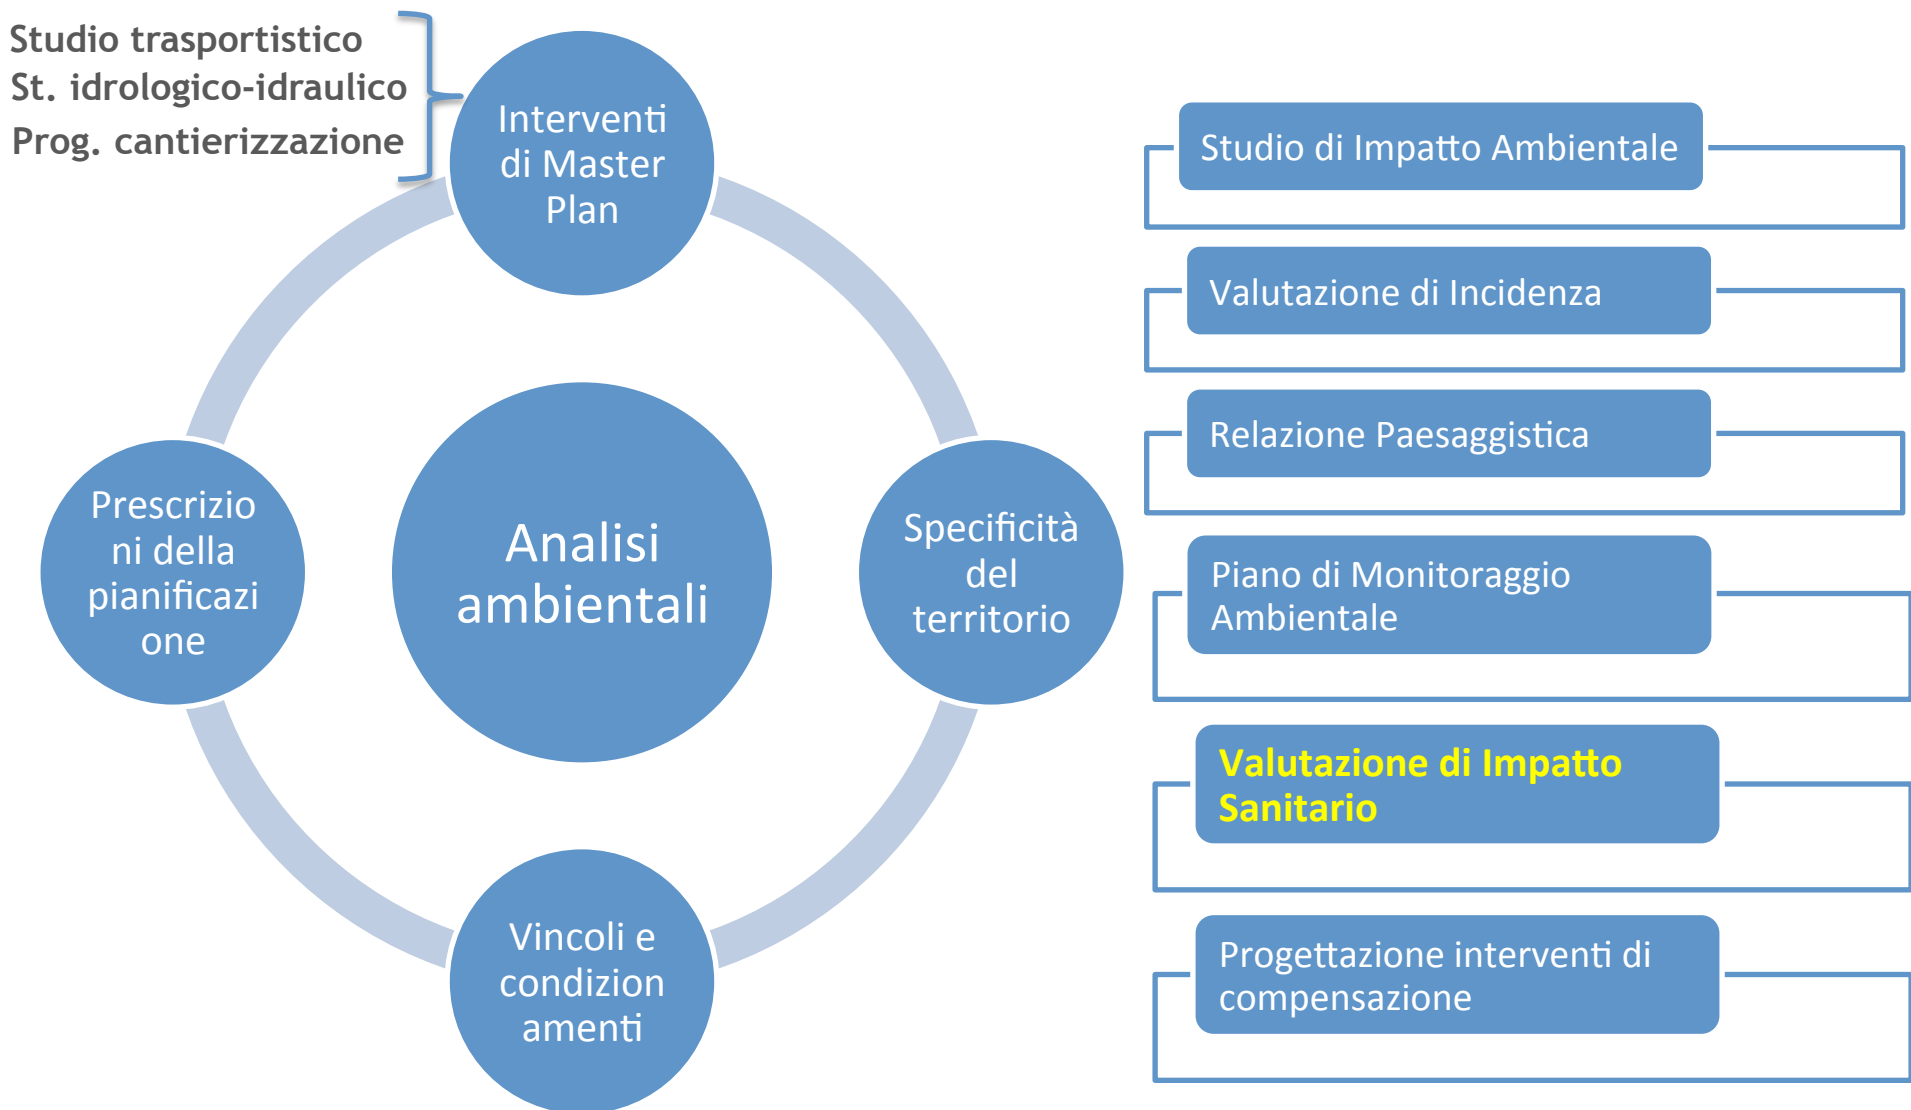 Studio trasportistico
St. idrologico-idraulico
Prog. cantierizzazione
Interventi
di Master
Plan
Prescrizio
ni della
pianificazi
one
Analisi
ambientali
Specificità
del
territorio
Vincoli e
condizion
amenti
Studio di Impatto Ambientale
Valutazione di Incidenza
Relazione Paesaggistica
Piano di Monitoraggio
Ambientale
Valutazione di Impatto
Sanitario
Progettazione interventi di
compensazione